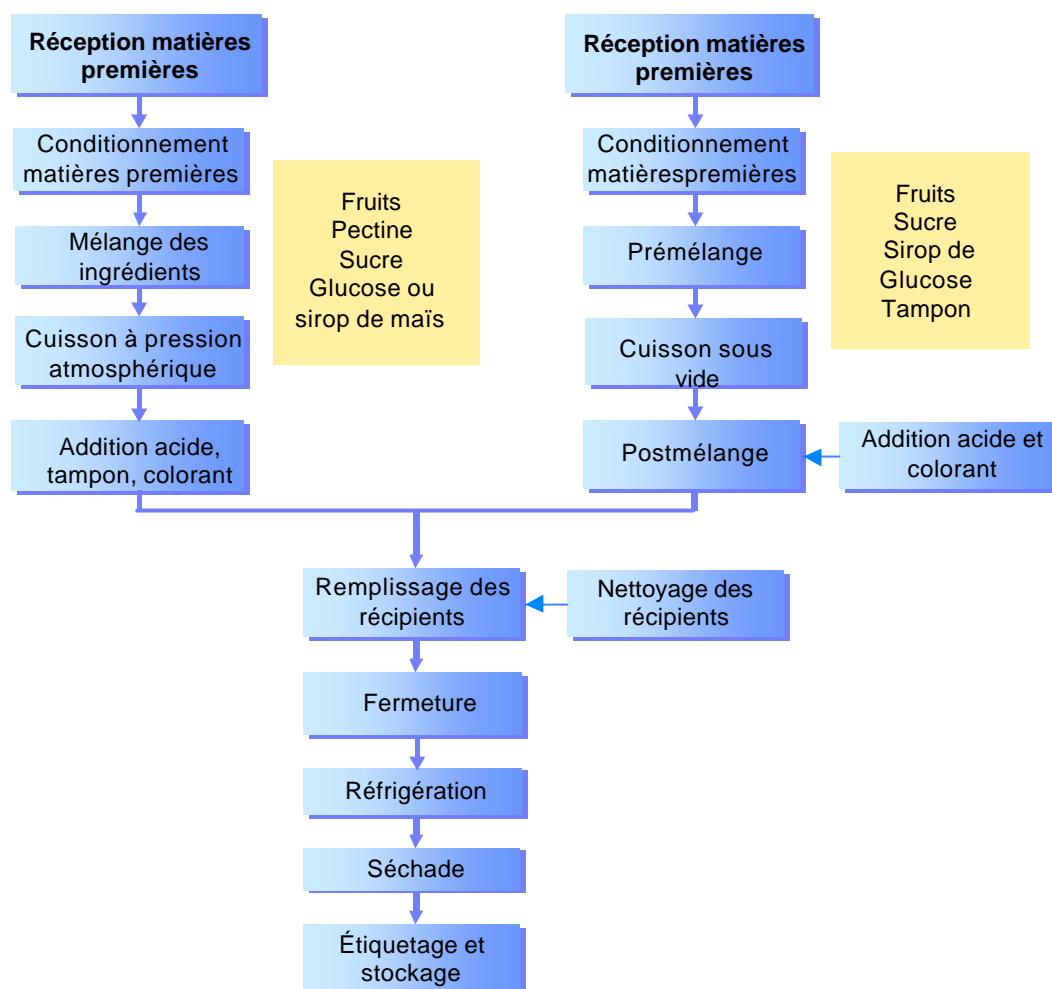 Réception matières
premières
Conditionnement
matières premières
Mélange des
ingrédients
Cuisson à pression
atmosphérique
Addition acide,
tampon, colorant
Fruits
Pectine
Sucre
Glucose ou
sirop de maïs
Réception matières
premières
Conditionnement
matièrespremières
Prémélange
Cuisson sous
vide
Postmélange
Addition acide et
colorant
Fruits
Sucre
Sirop de
Glucose
Tampon
Remplissage des
récipients
Nettoyage des
récipients
Fermeture
Réfrigération
Séchade
Étiquetage et
stockage